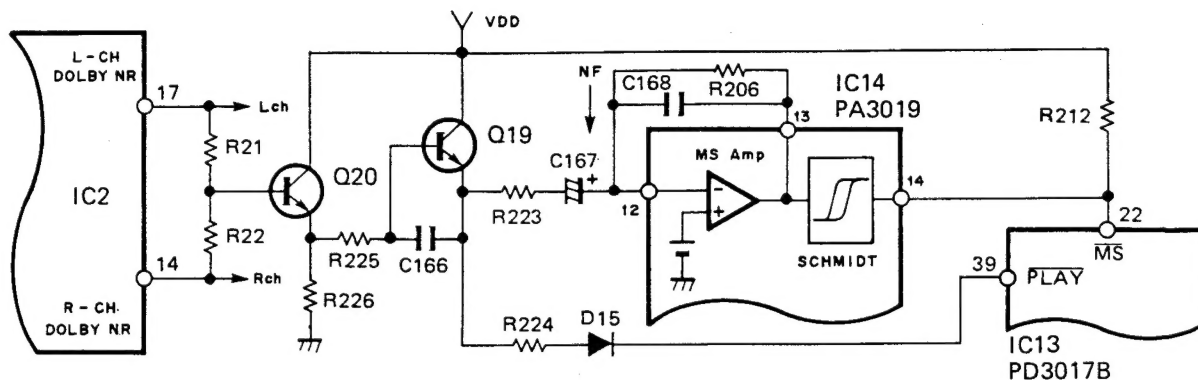 VDD
L-CH
DOLBY NR
17
Lch
R21
IC2
R22
14
Rch
R-CH.
DOLBY NR
Q20
Q19
R225
C166
R226
R223
C167
+
NF
C168
R206
IC14
PA3019
13
MS Amp
12
-
+
SCHMIDT
14
R212
22
MS
39
PLAY
R224
D15
IC13
PD3017B